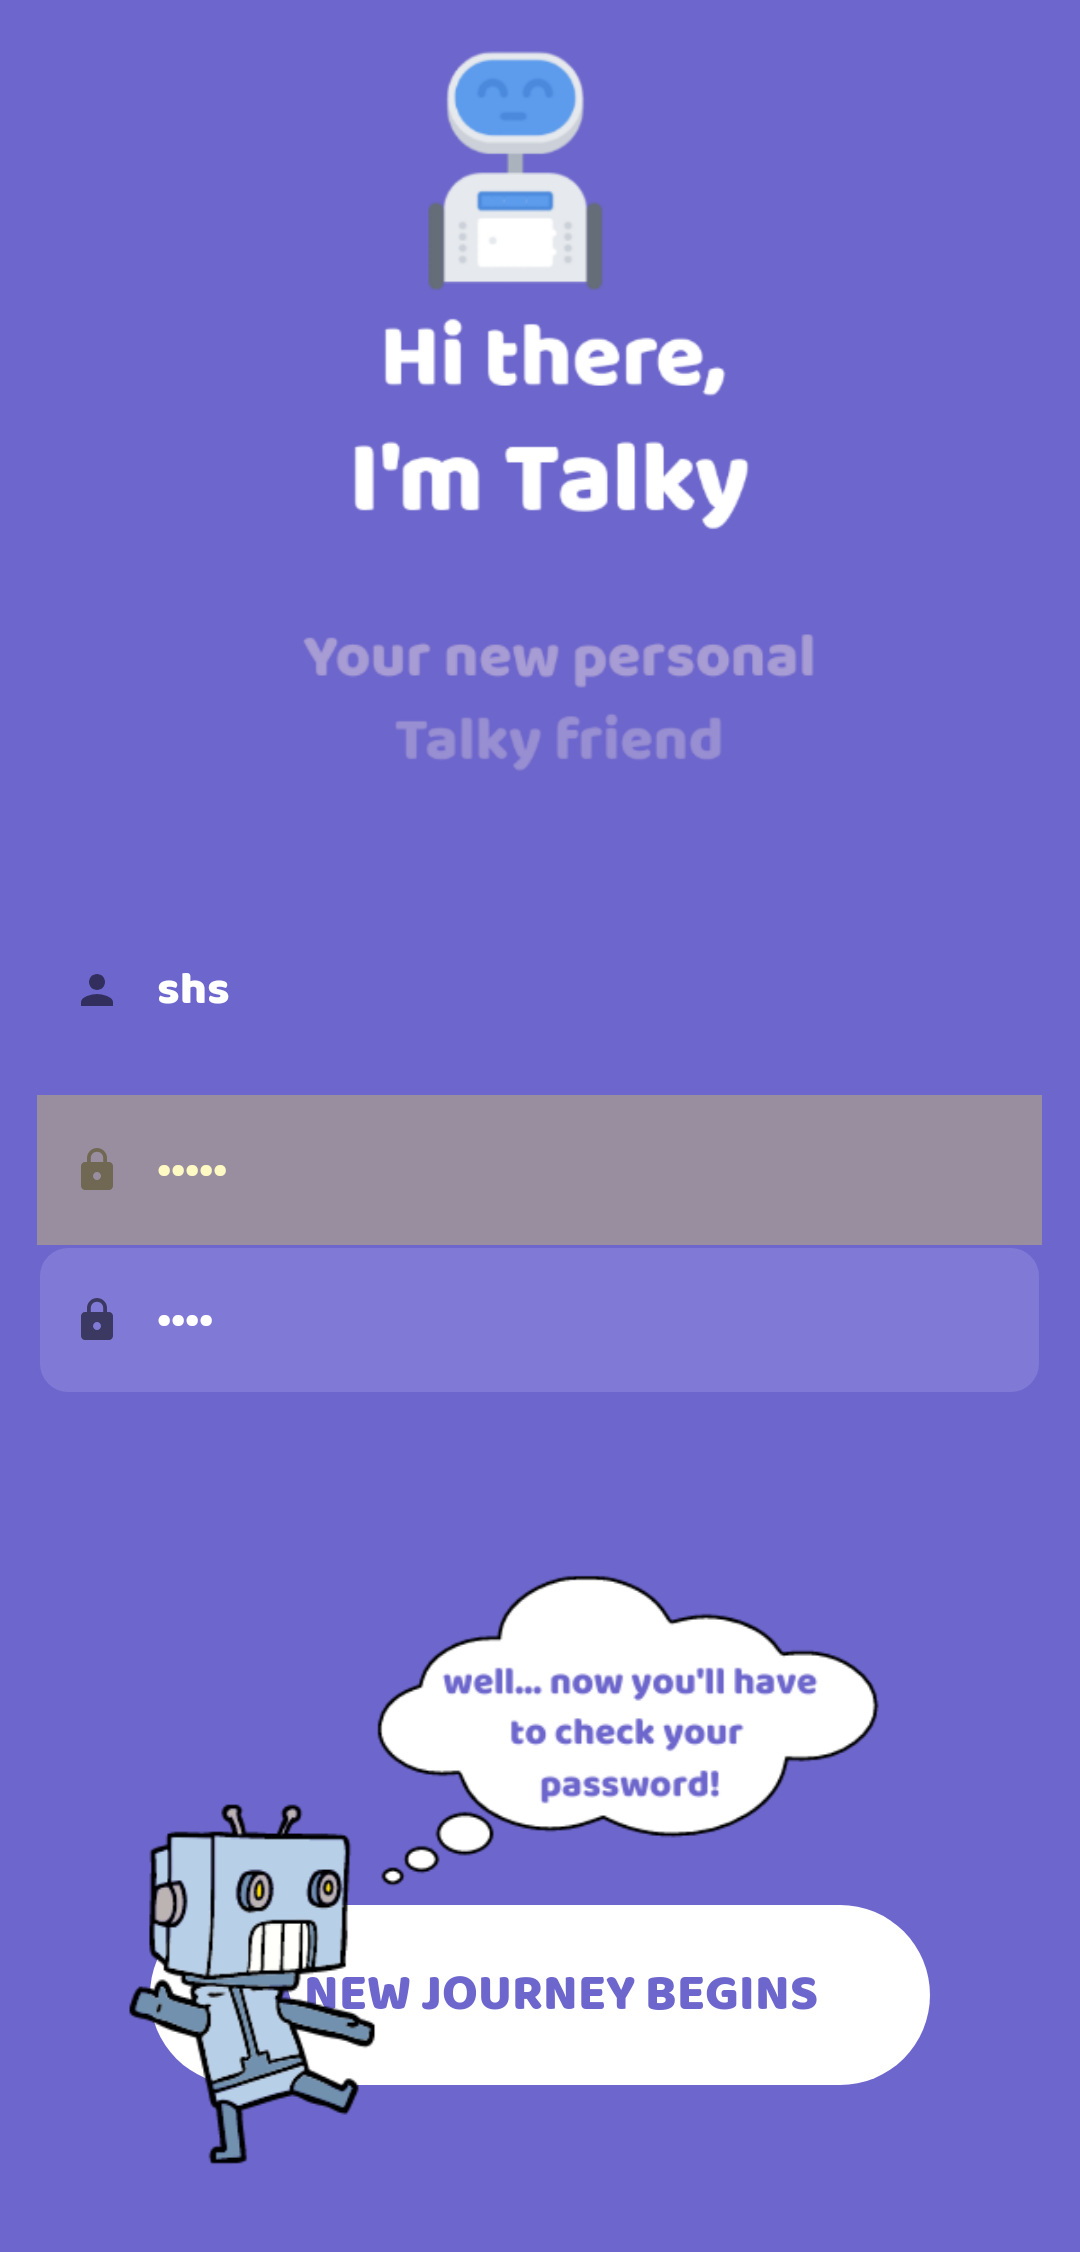 Hi there,
I'm Talky
Your new personal
Talky friend
shs
•••••
••••
well... now you'll have
to check your
password!
NEW JOURNEY BEGINS